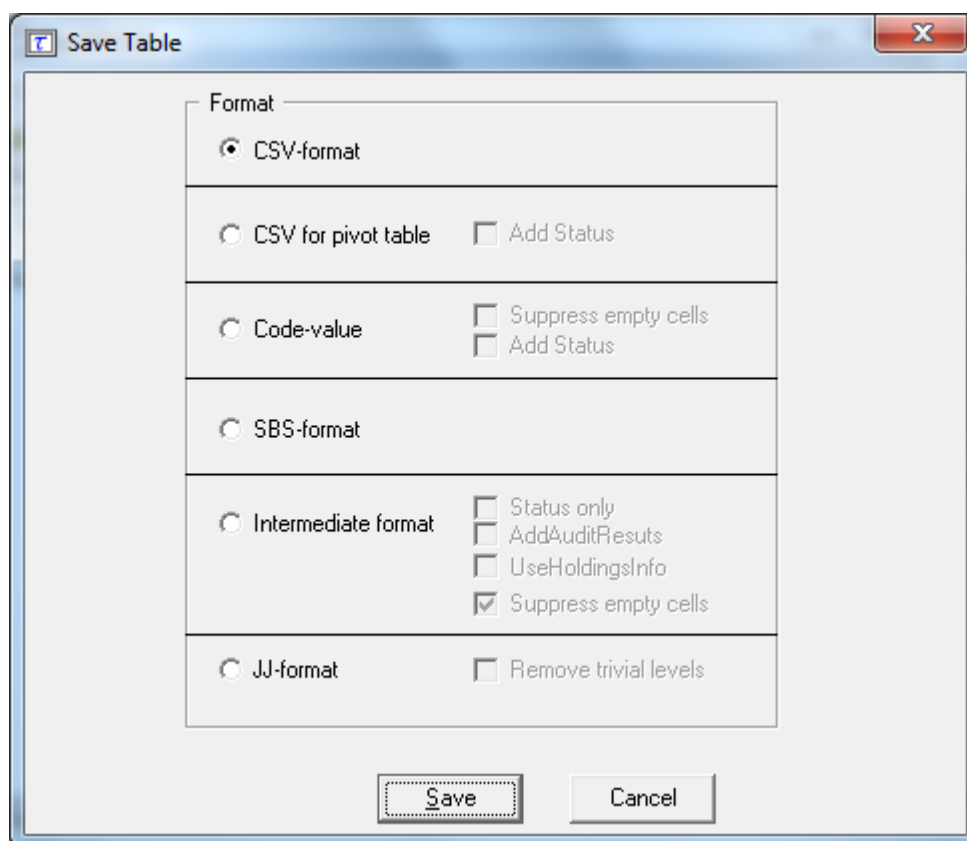 τ Save Table
Format
CSV-format
CSV for pivot table Add Status
Suppress empty cells
Code-value
Add Status
SBS-format
Status only
Intermediate format
AddAuditResuts
UseHoldingsInfo
Suppress empty cells
JJ-format Remove trivial levels
Save Cancel